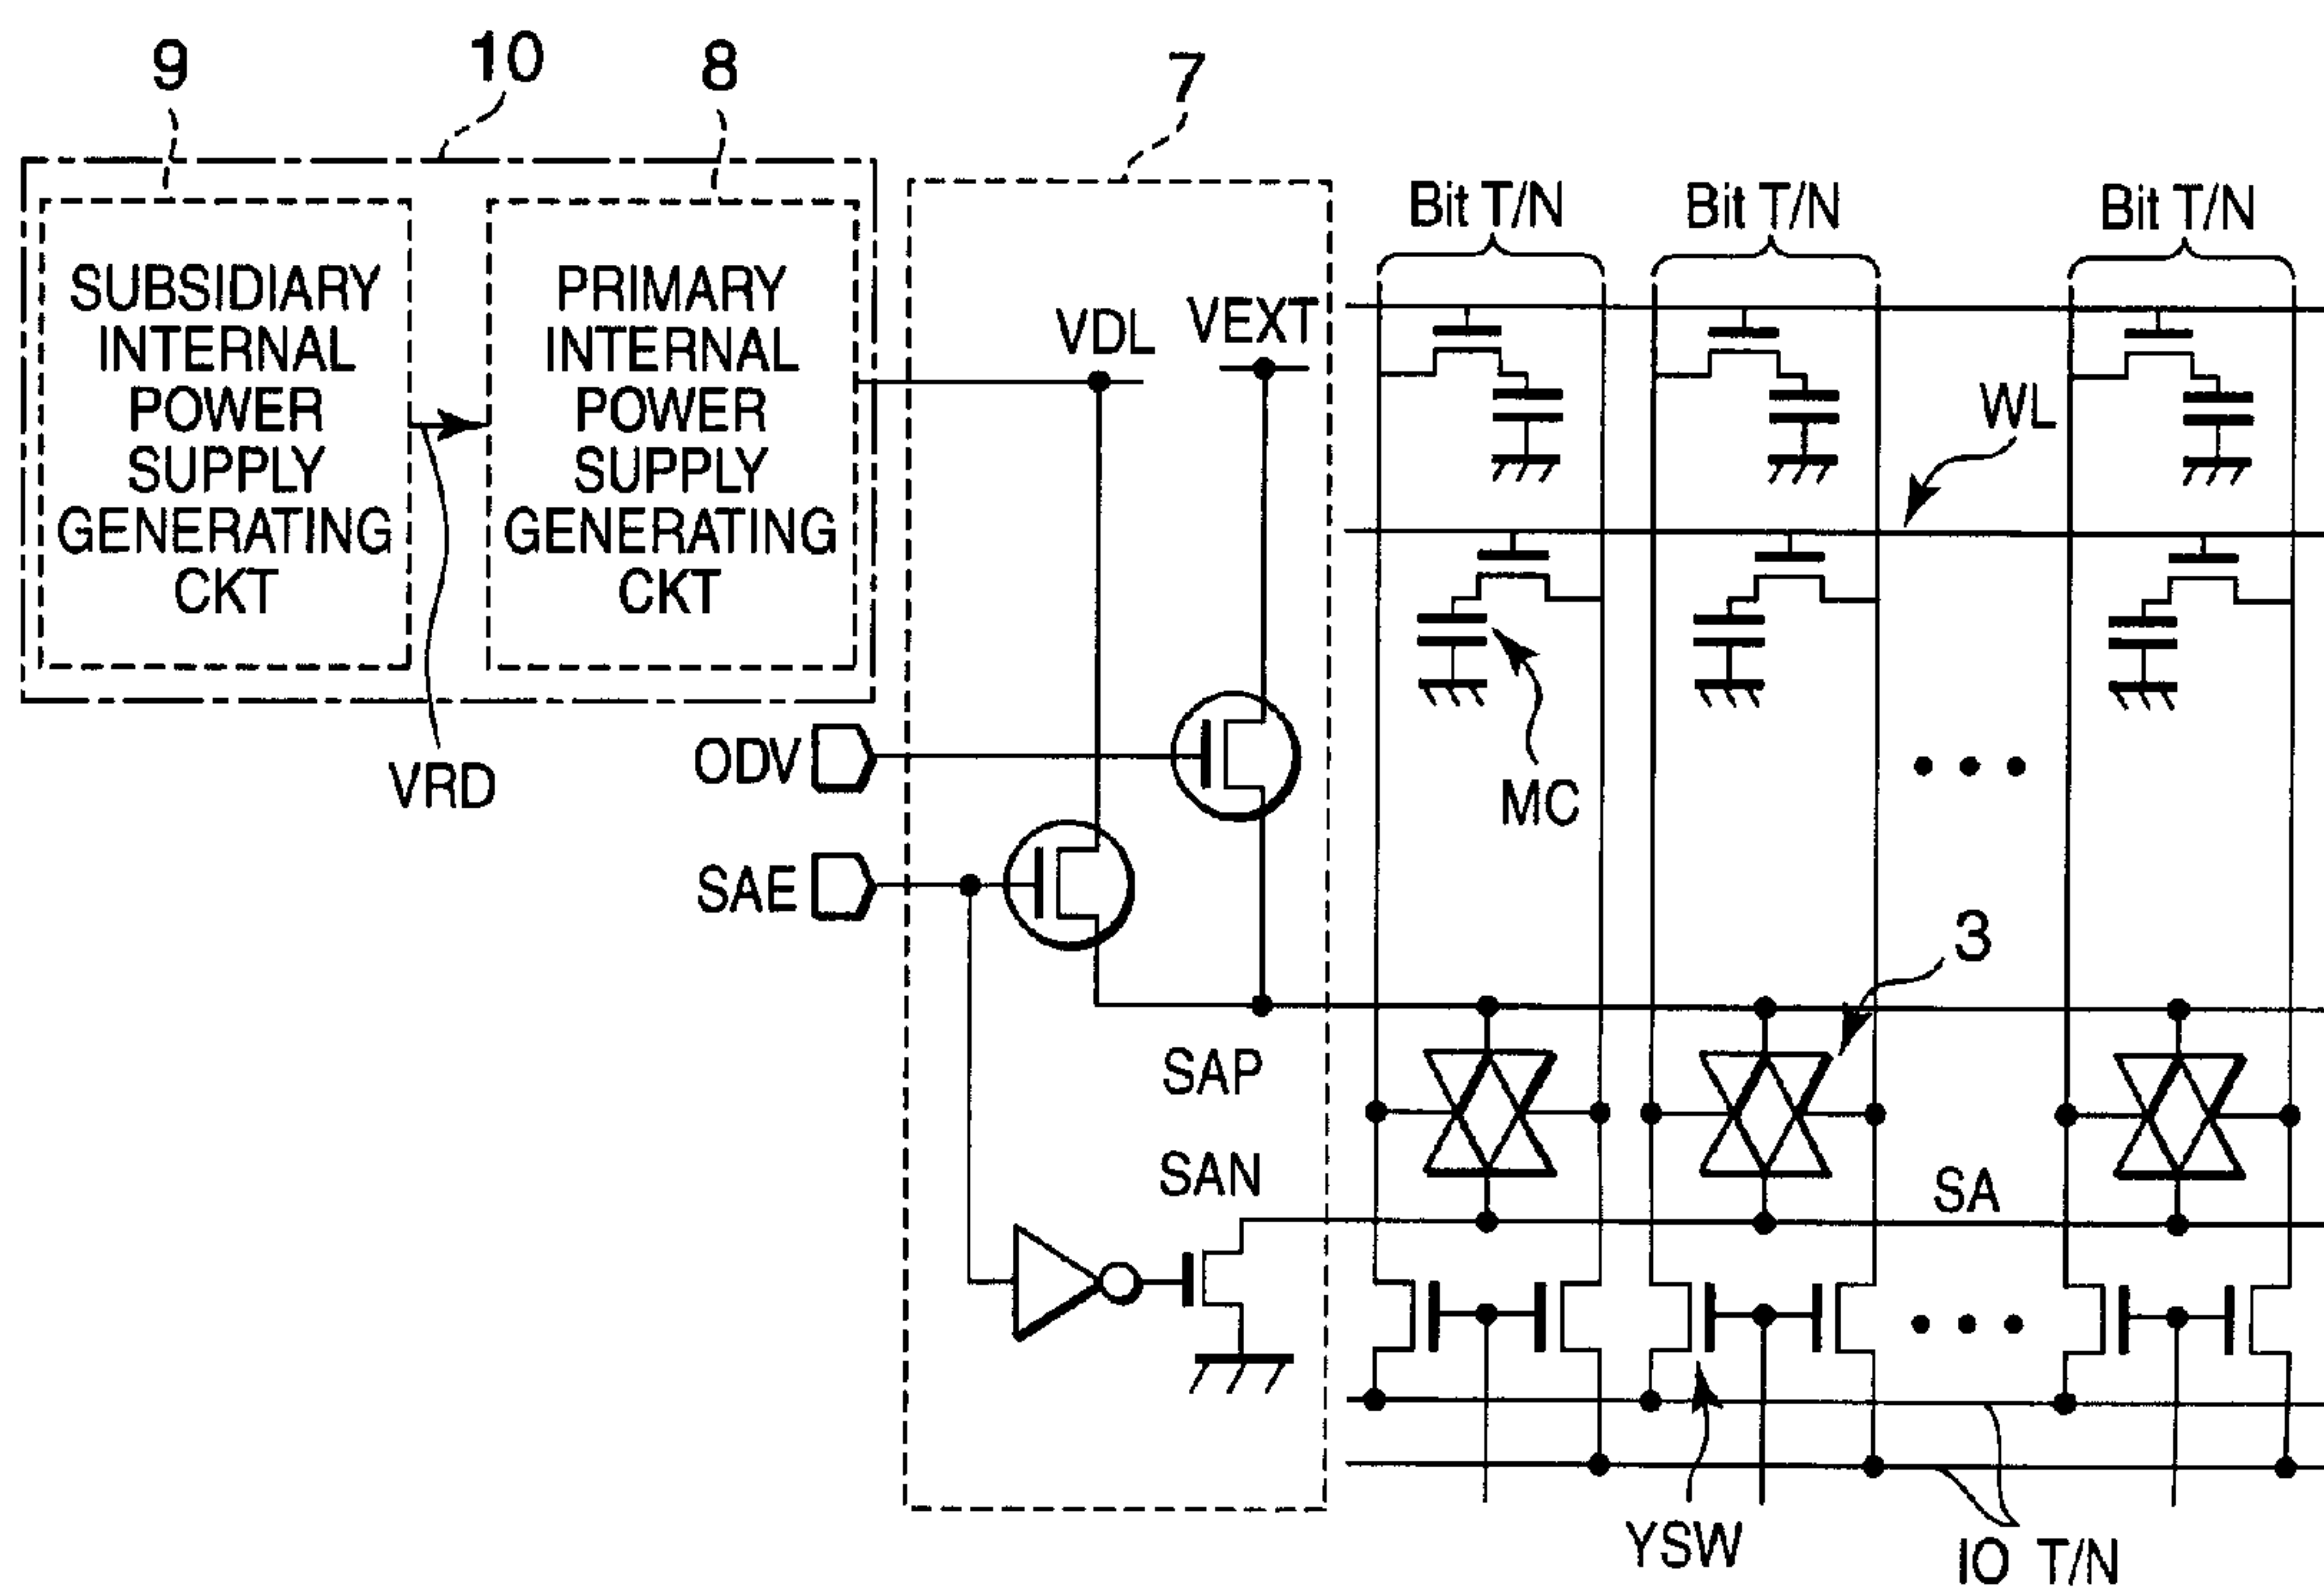 9
10
8
7
SUBSIDIARY
INTERNAL
POWER
SUPPLY
GENERATING
CKT
PRIMARY
INTERNAL
POWER
SUPPLY
GENERATING
CKT
VRD
VDL
VEXT
ODV
SAE
SAP
SAN
Bit T/N
Bit T/N
Bit T/N
WL
MC
3
SA
YSW
IO T/N